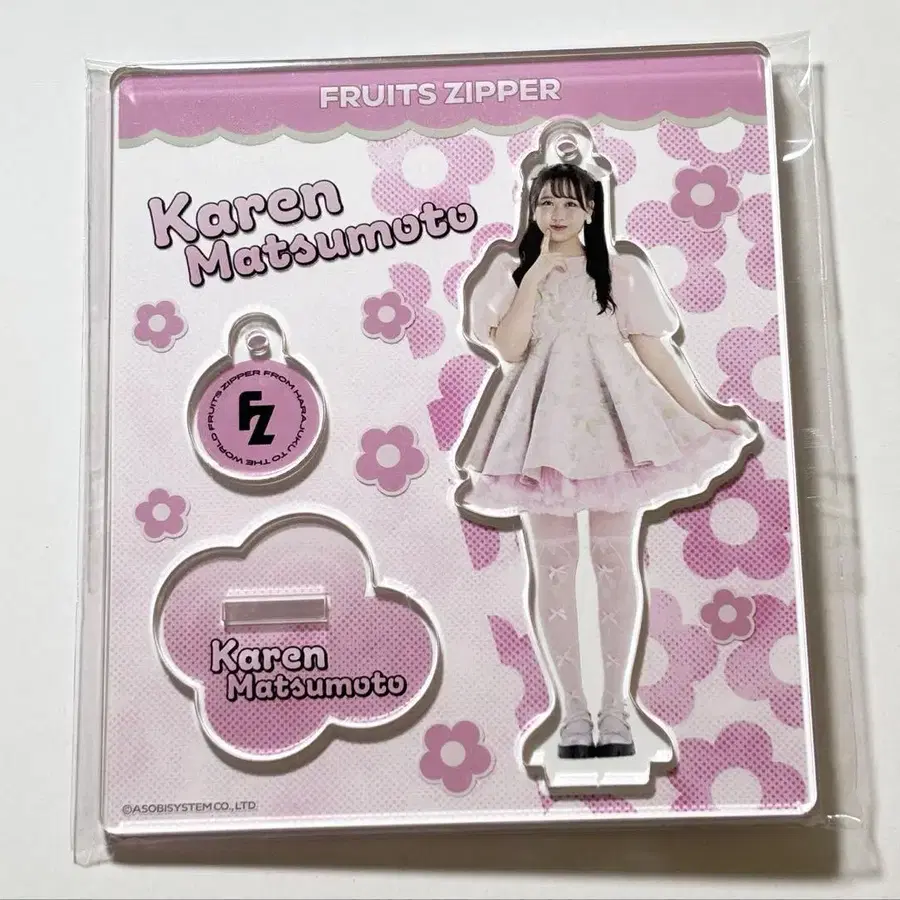 FRUITS ZIPPER
Karen
Matsumoto
FRUITS ZIPPER FROM HARAJUKU TO THE WORLD
FZ
Karen
Matsumoto
©ASOBISYSTEM CO., LTD